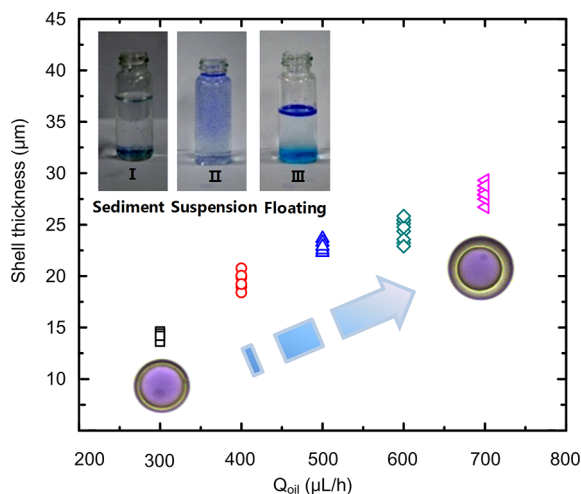 45
40
35
30
25
20
15
10
Shell thickness (μm)
I
II
III
Sediment
Suspension
Floating
200
300
400
500
600
700
800
Qoil (μL/h)